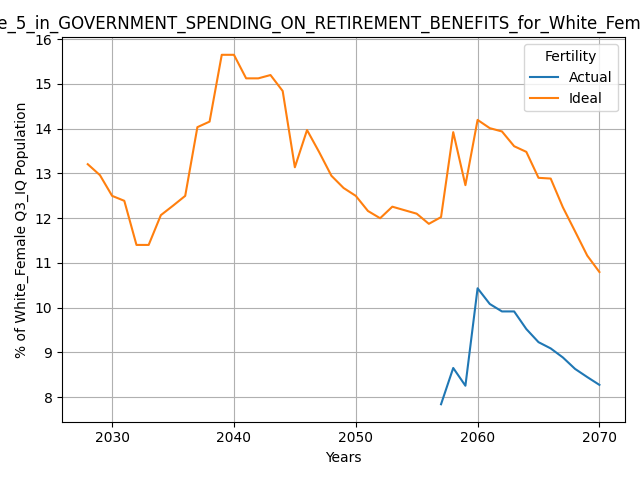 e_5_in_GOVERNMENT_SPENDING_ON_RETIREMENT_BENEFITS_for_White_Fem
16
15
14
13
12
11
10
9
8
% of White_Female Q3_IQ Population
Fertility
Actual
Ideal
2030
2040
2050
2060
2070
Years